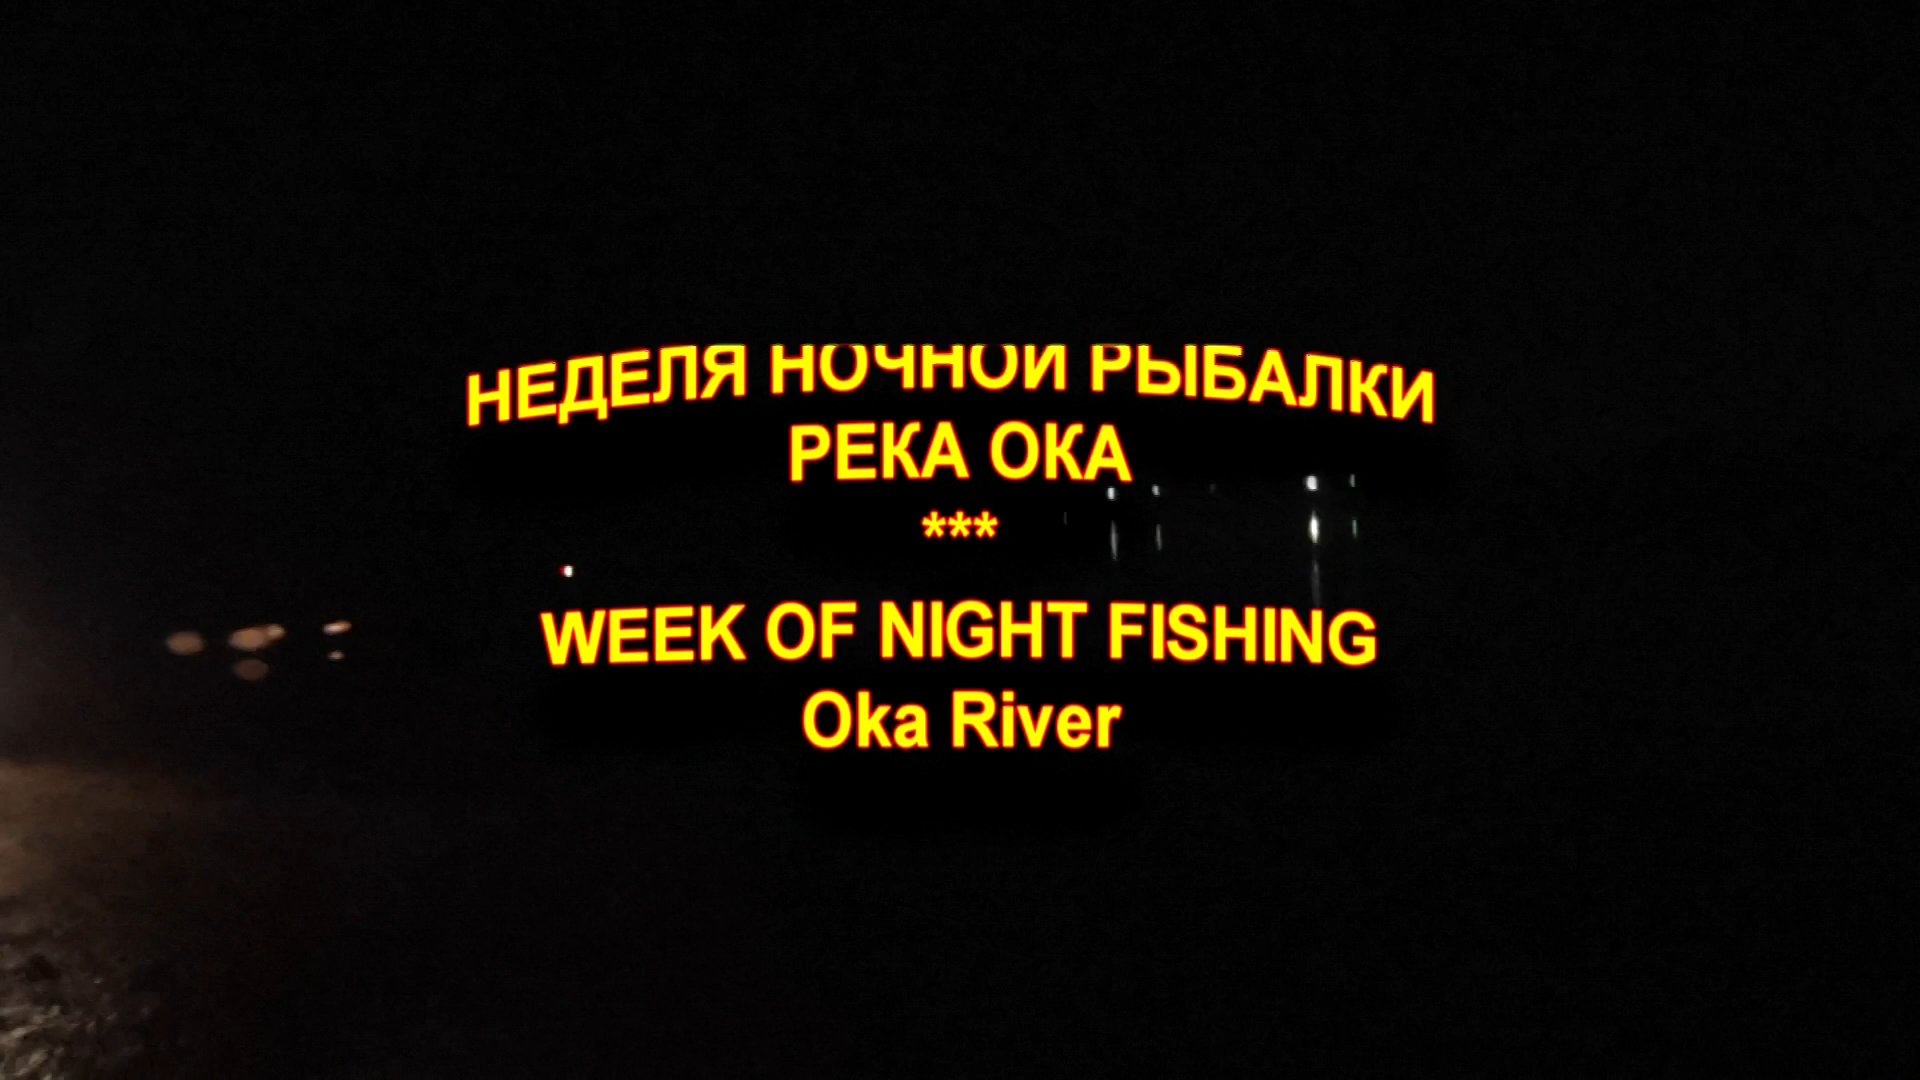 НЕДЕЛЯ НОЧНОЙ РЫБАЛКИ
РЕКА ОКА
***
WEEK OF NIGHT FISHING
Oka River